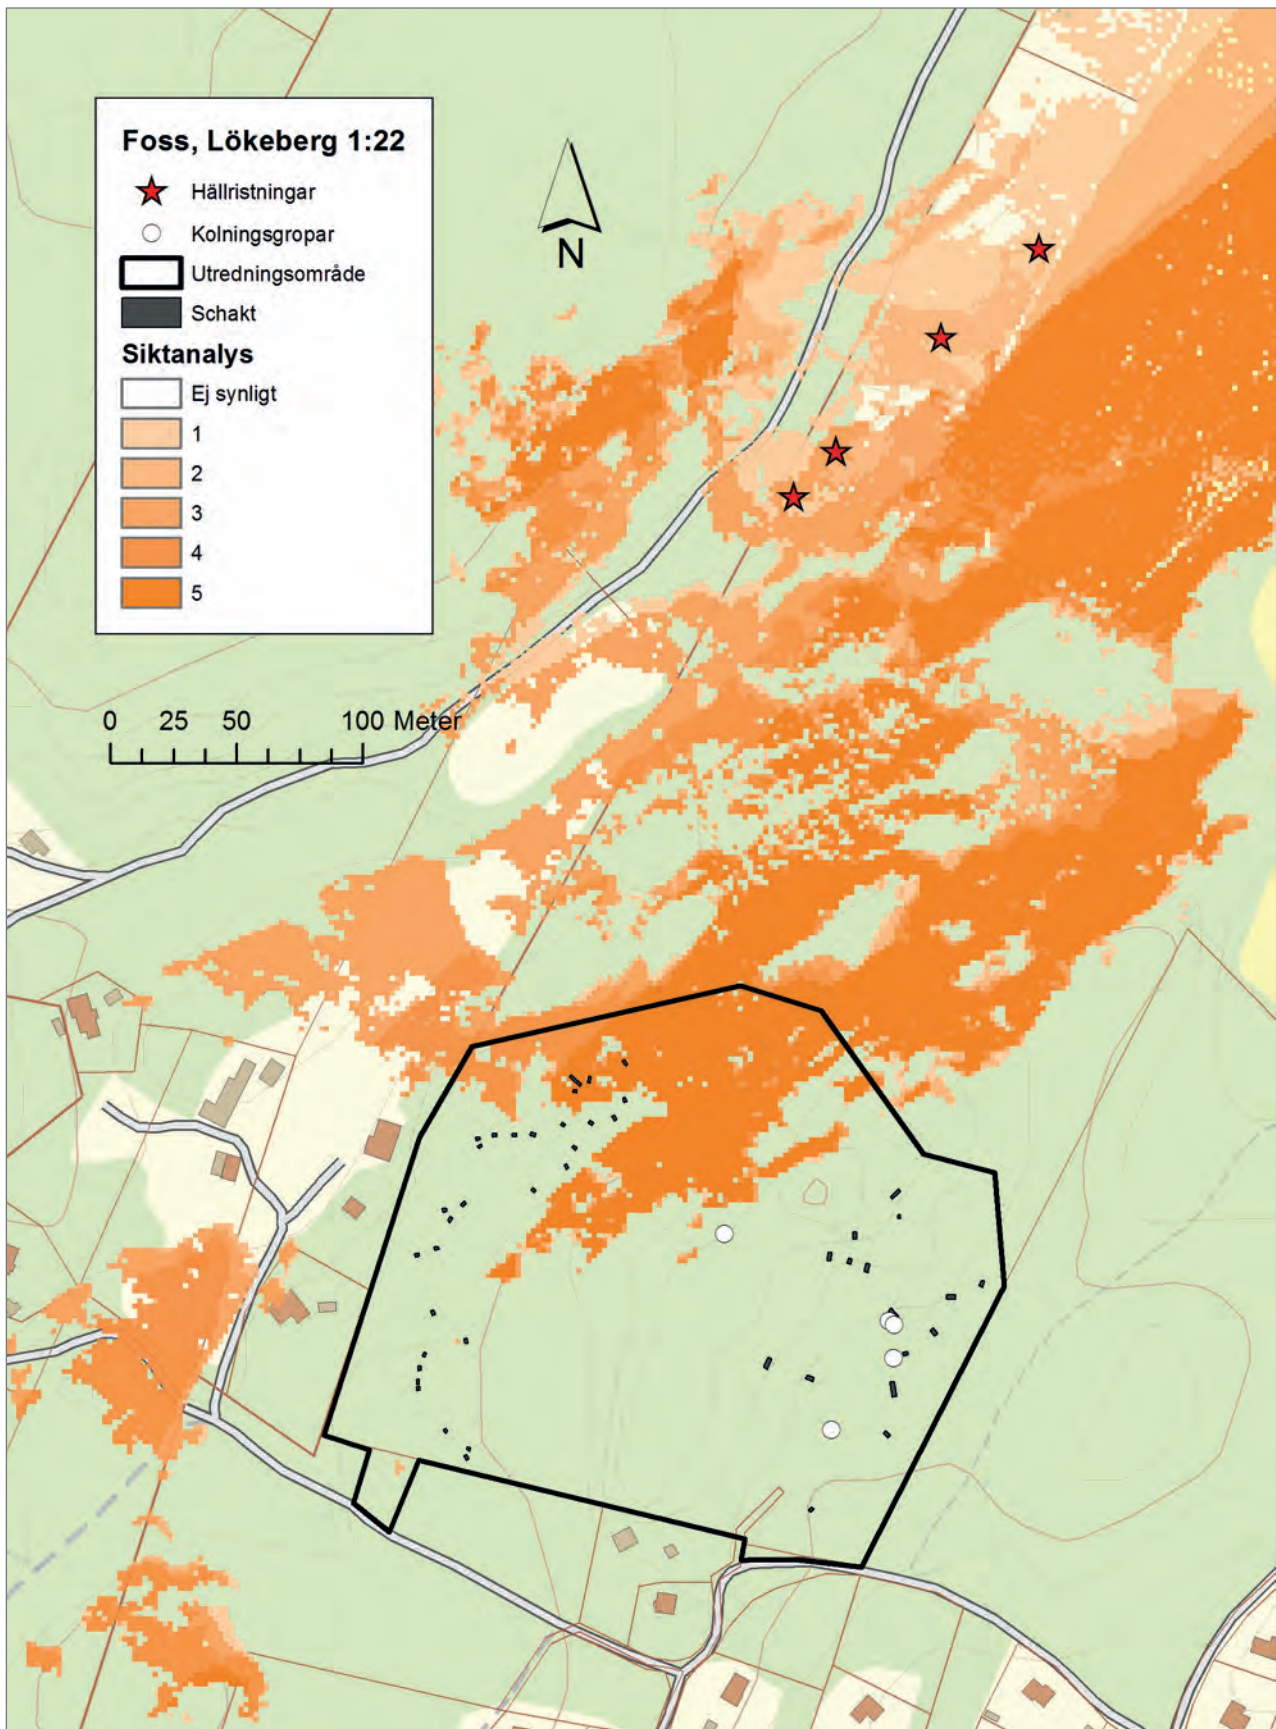 Foss, Lökeberg 1:22
Hällristningar
Kolningsgropar
Utredningsområde
Schakt
Siktanalys
Ej synligt
1
2
3
4
5
N
0 25 50 100 Meter